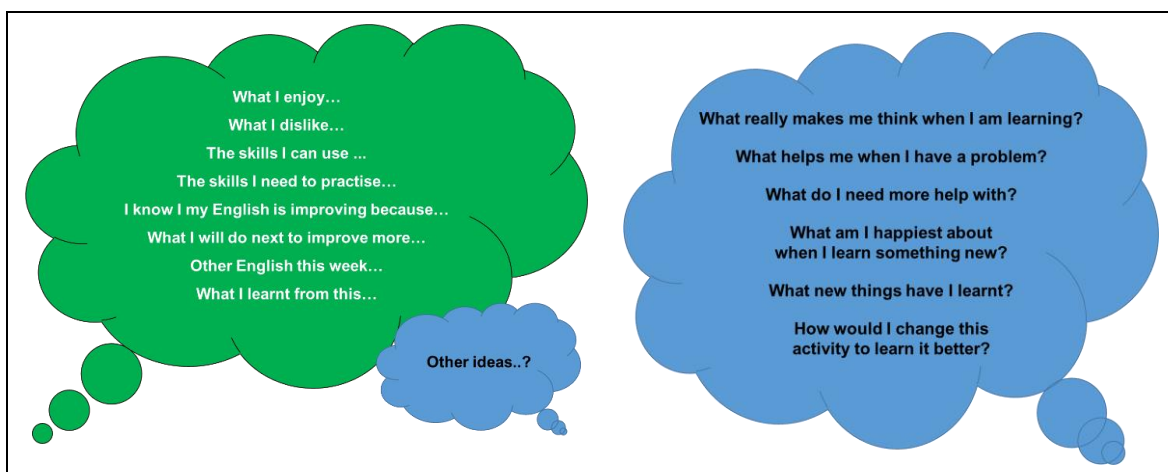 What I enjoy…
What I dislike…
The skills I can use ...
The skills I need to practise…
I know I my English is improving because…
What I will do next to improve more…
Other English this week…
What I learnt from this…
Other ideas..?
What really makes me think when I am learning?
What helps me when I have a problem?
What do I need more help with?
What am I happiest about
when I learn something new?
What new things have I learnt?
How would I change this
activity to learn it better?